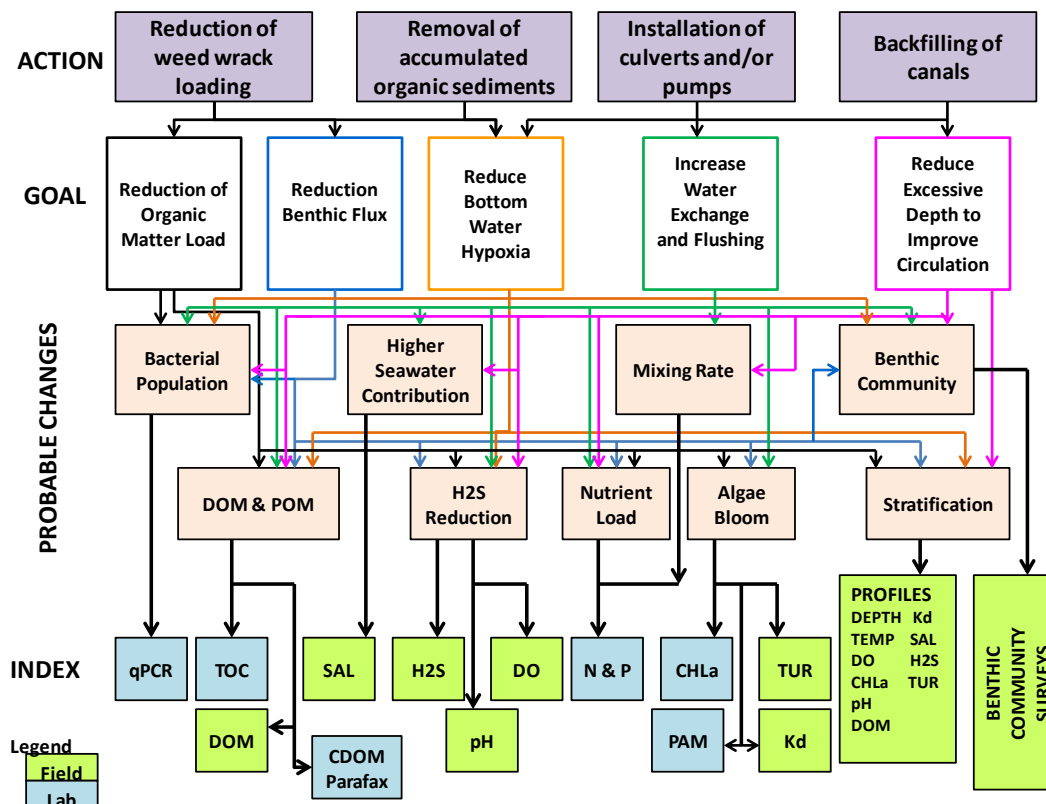 ACTION
Reduction of
weed wrack
loading
Removal of
accumulated
organic sediments
Installation of
culverts and/or
pumps
Backfilling of
canals
GOAL
Reduction of
Organic
Matter Load
Reduction
Benthic Flux
Reduce
Bottom
Water
Hypoxia
Increase
Water
Exchange
and Flushing
Reduce
Excessive
Depth to
Improve
Circulation
PROBABLE CHANGES
Bacterial
Population
Higher
Seawater
Contribution
Mixing Rate
Benthic
Community
DOM & POM
H2S
Reduction
Nutrient
Load
Algae
Bloom
Stratification
INDEX
qPCR
TOC
SAL
H2S
DO
N & P
CHLa
TUR
DOM
CDOM
Parafax
pH
PAM
Kd
PROFILES
DEPTH Kd
TEMP SAL
DO H2S
CHLa TUR
pH
DOM
BENTHIC
COMMUNITY
SURVEYS
Legend
Field
Lab